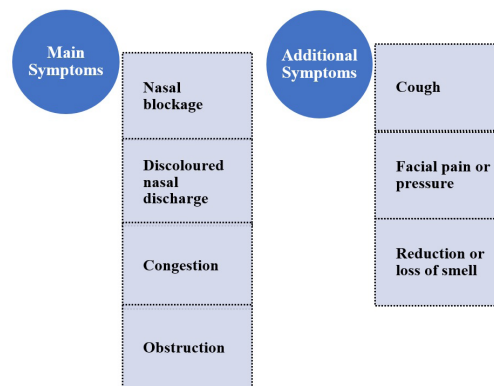 Main
Symptoms
Nasal
blockage
Discoloured
nasal
discharge
Congestion
Obstruction
Additional
Symptoms
Cough
Facial pain or
pressure
Reduction or
loss of smell